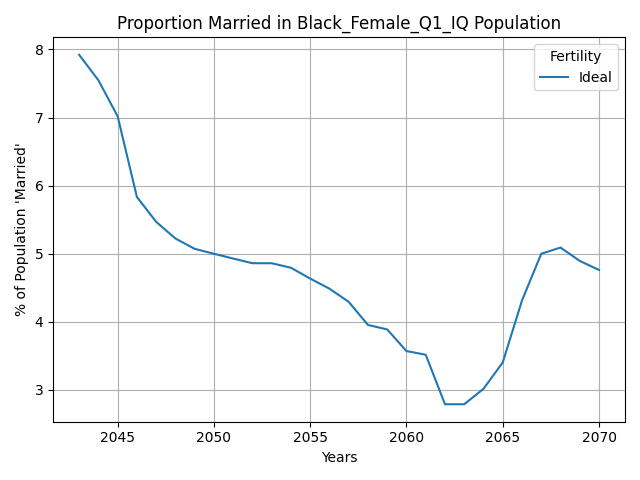 Proportion Married in Black_Female_Q1_IQ Population
Fertility
Ideal
% of Population 'Married'
8
7
6
5
4
3
2045 2050 2055 2060 2065 2070
Years